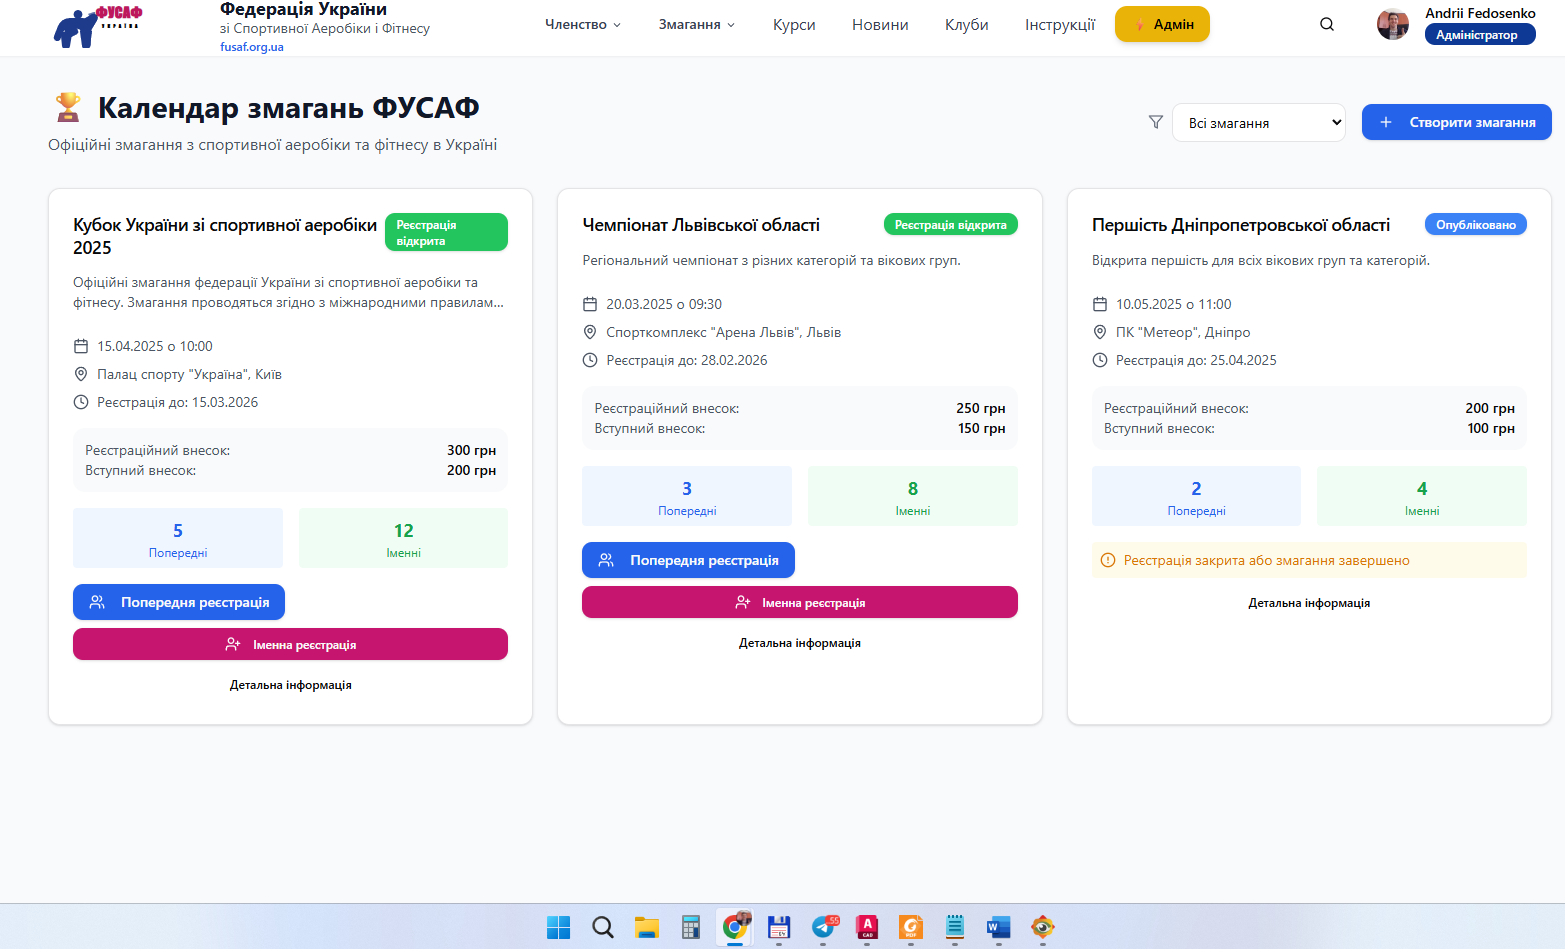 ФУСАФ
УКРАЇНА
Федерація України
зі Спортивної Аеробіки і Фітнесу
fusaf.org.ua
Членство
Змагання
Курси
Новини
Клуби
Інструкції
Адмін
Andrii Fedosenko
Адміністратор
Календар змагань ФУСАФ
Офіційні змагання з спортивної аеробіки та фітнесу в Україні
Всі змагання
+ Створити змагання
Кубок України зі спортивної аеробіки
2025
Реєстрація
відкрита
Офіційні змагання федерації України зі спортивної аеробіки та
фітнесу. Змагання проводяться згідно з міжнародними правилам...
15.04.2025 о 10:00
Палац спорту "Україна", Київ
Реєстрація до: 15.03.2026
Реєстраційний внесок: 300 грн
Вступний внесок: 200 грн
5
Попередні
12
Іменні
Попередня реєстрація
Іменна реєстрація
Детальна інформація
Чемпіонат Львівської області
Реєстрація відкрита
Регіональний чемпіонат з різних категорій та вікових груп.
20.03.2025 о 09:30
Спорткомплекс "Арена Львів", Львів
Реєстрація до: 28.02.2026
Реєстраційний внесок: 250 грн
Вступний внесок: 150 грн
3
Попередні
8
Іменні
Попередня реєстрація
Іменна реєстрація
Детальна інформація
Першість Дніпропетровської області
Опубліковано
Відкрита першість для всіх вікових груп та категорій.
10.05.2025 о 11:00
ПК "Метеор", Дніпро
Реєстрація до: 25.04.2025
Реєстраційний внесок: 200 грн
Вступний внесок: 100 грн
2
Попередні
4
Іменні
Реєстрація закрита або змагання завершено
Детальна інформація
55
A
CAD
PDF
W